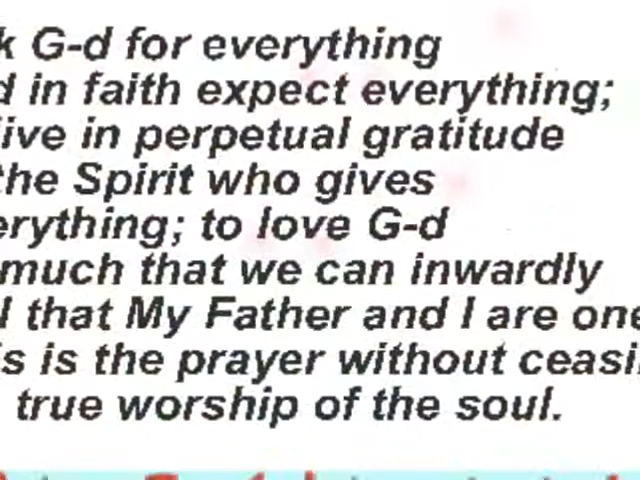 k G-d for everything
d in faith expect everything;
ive in perpetual gratitude
the Spirit who gives
erything; to love G-d
much that we can inwardly
l that My Father and I are one
is is the prayer without ceasi
true worship of the soul.